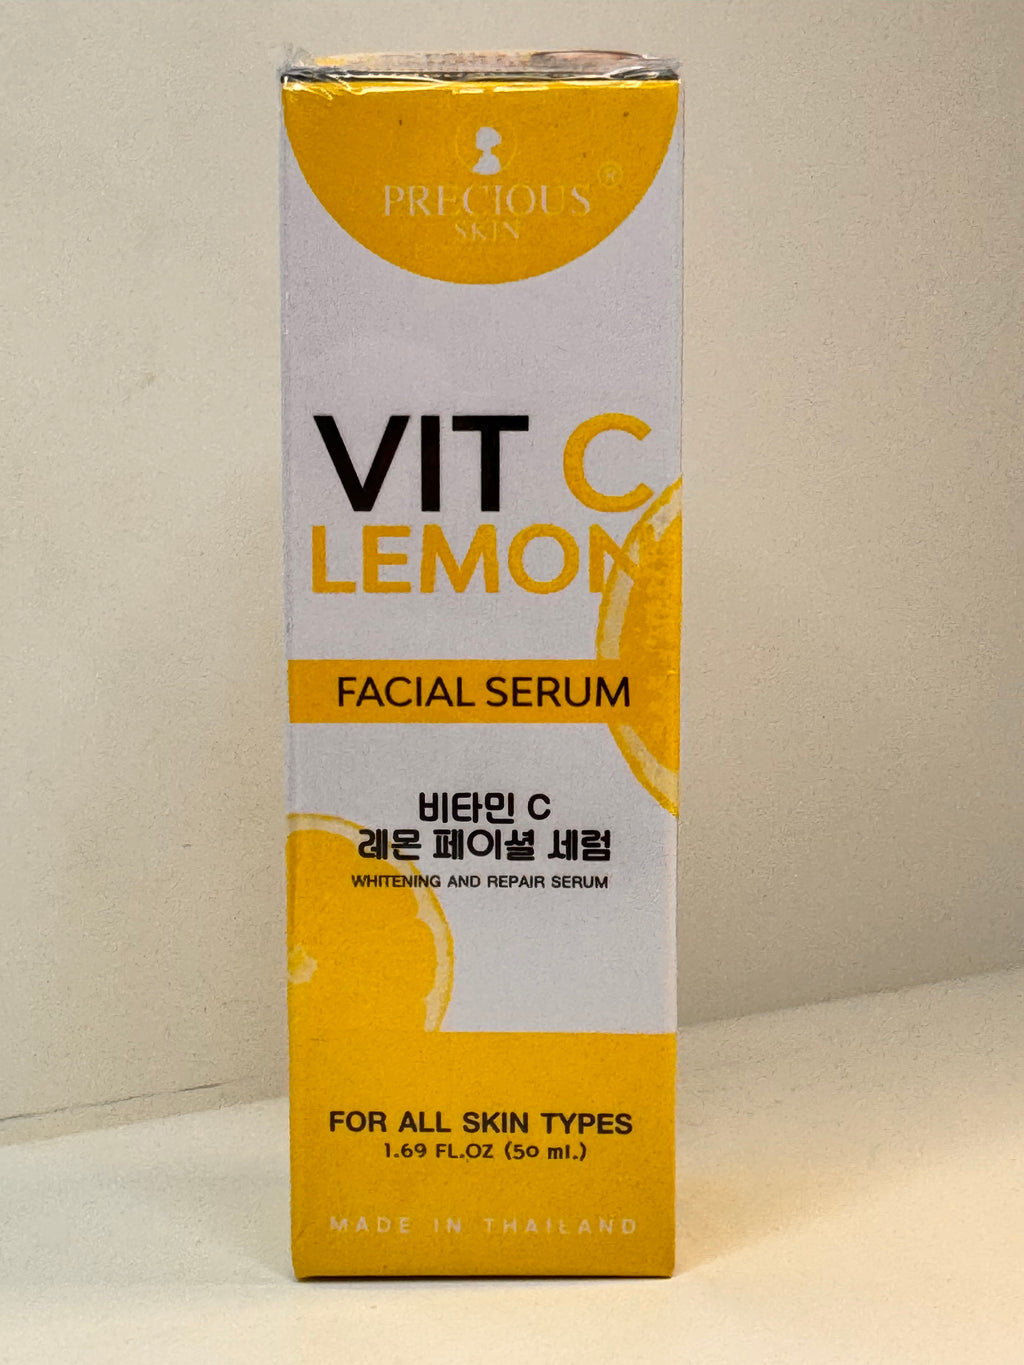 PRECIOUS ®
SKIN
VIT C
LEMON
FACIAL SERUM
비타민 C
레몬 페이셜 세럼
WHITENING AND REPAIR SERUM
FOR ALL SKIN TYPES
1.69 FL.OZ (50 ml.)
MADE IN THAILAND